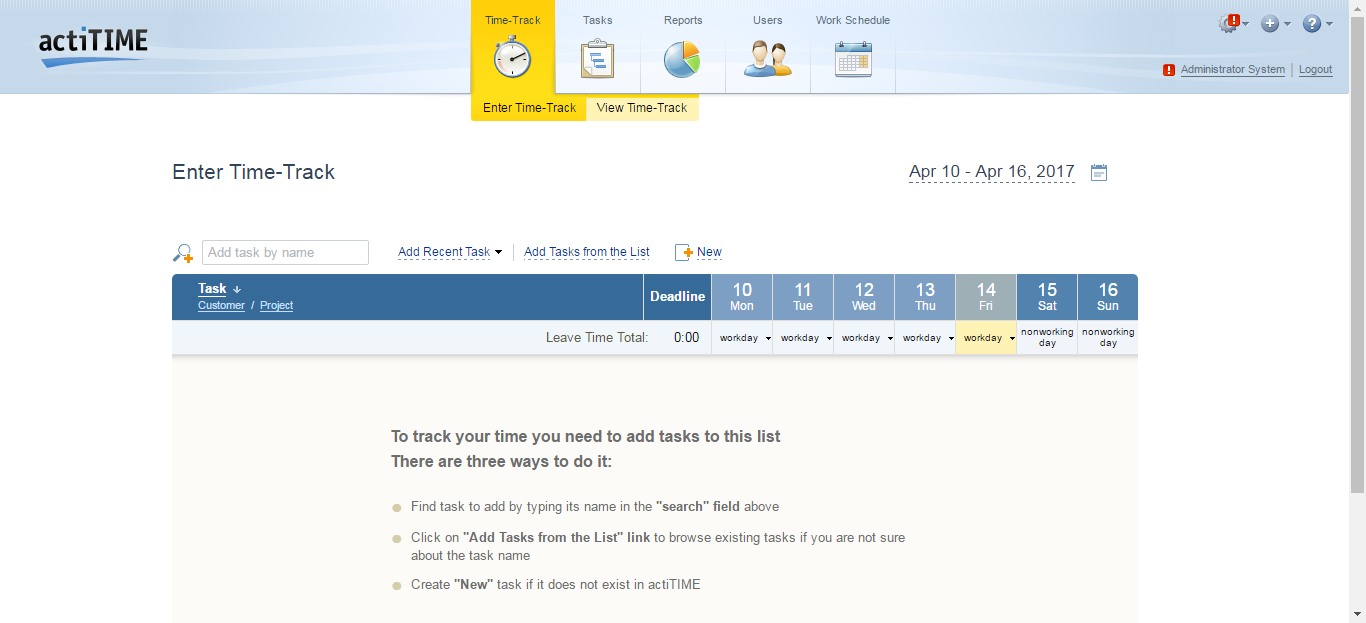 actiTIME
Time-Track
Tasks
Reports
Users
Work Schedule
Enter Time-Track
View Time-Track
!
+
?
! Administrator System | Logout
Enter Time-Track
Apr 10 - Apr 16, 2017
Add task by name
Add Recent Task
Add Tasks from the List
New
Task
Customer / Project
Deadline
10
Mon
11
Tue
12
Wed
13
Thu
14
Fri
15
Sat
16
Sun
Leave Time Total: 0:00
workday
workday
workday
workday
workday
nonworking
day
nonworking
day
To track your time you need to add tasks to this list
There are three ways to do it:
Find task to add by typing its name in the "search" field above
Click on "Add Tasks from the List" link to browse existing tasks if you are not sure
about the task name
Create "New" task if it does not exist in actiTIME